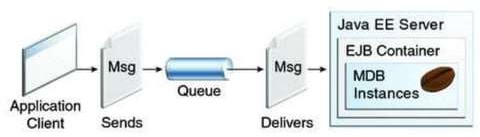 Application
Client
Msg
Sends
Queue
Msg
Delivers
Java EE Server
EJB Container
MDB
Instances